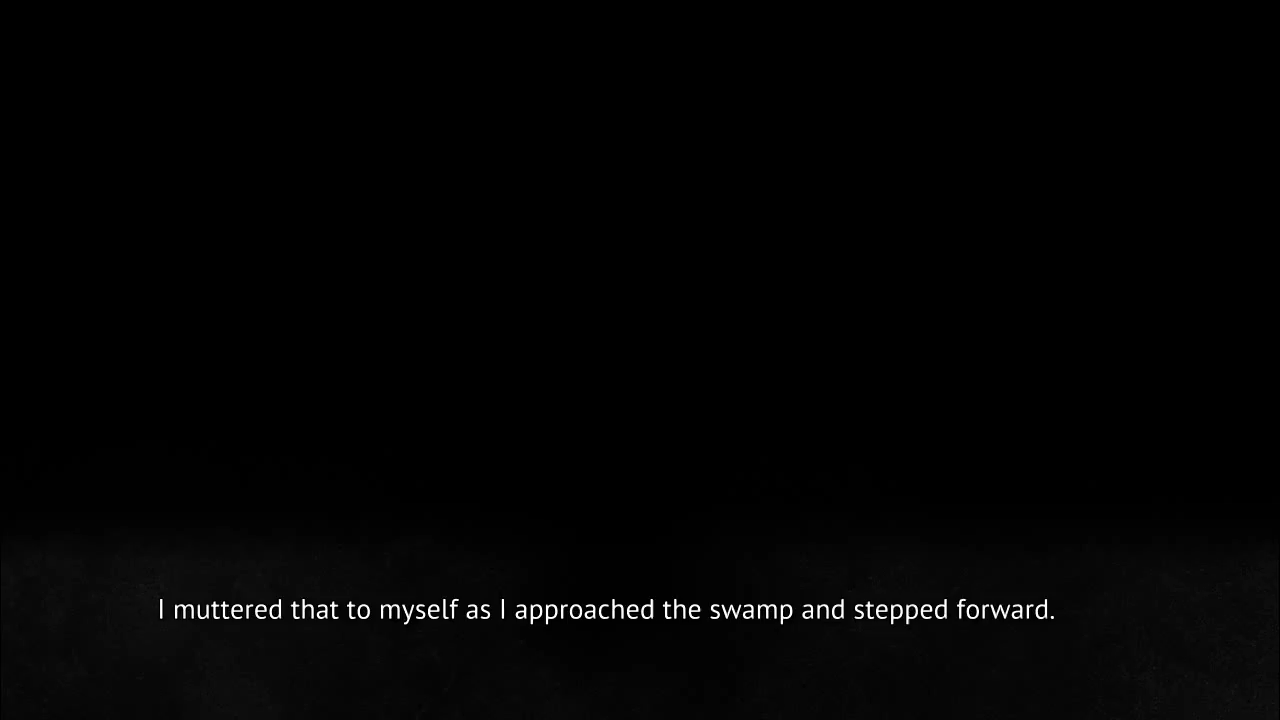 I muttered that to myself as I approached the swamp and stepped forward.